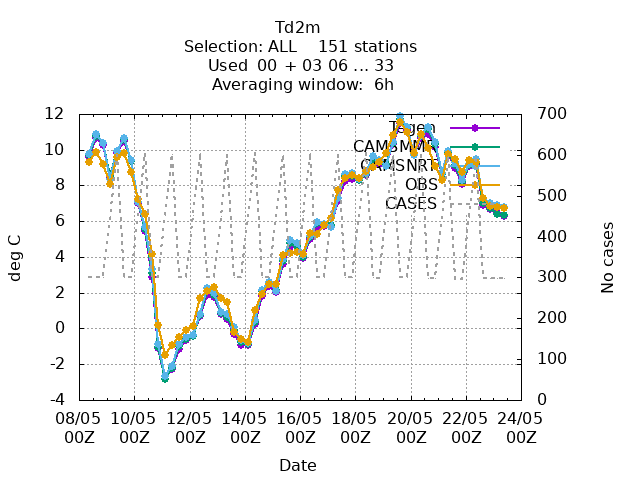 Td2m
Selection: ALL    151 stations
Used  00  + 03 06 ... 33
Averaging window:  6h
deg C
12
10
8
6
4
2
0
-2
-4
700
600
500
400
300
200
100
0
No cases
Tegen
CAMSMMC
CAMSNRT
OBS
CASES
08/05 10/05 12/05 14/05 16/05 18/05 20/05 22/05 24/05
00Z 00Z 00Z 00Z 00Z 00Z 00Z 00Z 00Z
Date